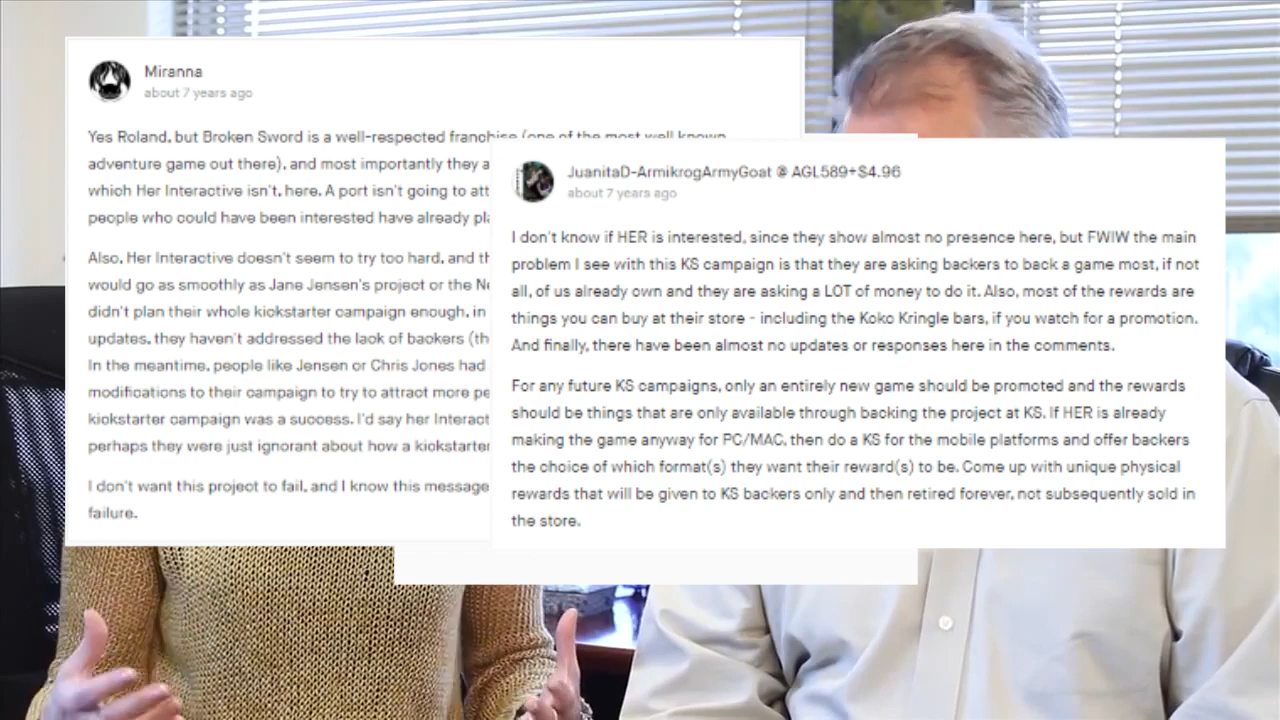 Miranna
about 7 years ago
Yes Roland, but Broken Sword is a well-respected franchise (one of the most well known
adventure game out there), and most importantly they a
which Her Interactive isn't, here. A port isn't going to att
people who could have been interested have already pla
Also, Her Interactive doesn't seem to try too hard, and th
would go as smoothly as Jane Jensen's project or the Ne
didn't plan their whole kickstarter campaign enough, in
updates, they haven't addressed the lack of backers (th
In the meantime, people like Jensen or Chris Jones had
modifications to their campaign to try to attract more pe
kickstarter campaign was a success. I'd say her Interact
perhaps they were just ignorant about how a kickstarter
I don't want this project to fail, and I know this message
failure.
JuanitaD-ArmikrogArmyGoat @ AGL589+$4.96
about 7 years ago
I don't know if HER is interested, since they show almost no presence here, but FWIW the main
problem I see with this KS campaign is that they are asking backers to back a game most, if not
all, of us already own and they are asking a LOT of money to do it. Also, most of the rewards are
things you can buy at their store - including the Koko Kringle bars, if you watch for a promotion.
And finally, there have been almost no updates or responses here in the comments.
For any future KS campaigns, only an entirely new game should be promoted and the rewards
should be things that are only available through backing the project at KS. If HER is already
making the game anyway for PC/MAC, then do a KS for the mobile platforms and offer backers
the choice of which format(s) they want their reward(s) to be. Come up with unique physical
rewards that will be given to KS backers only and then retired forever, not subsequently sold in
the store.